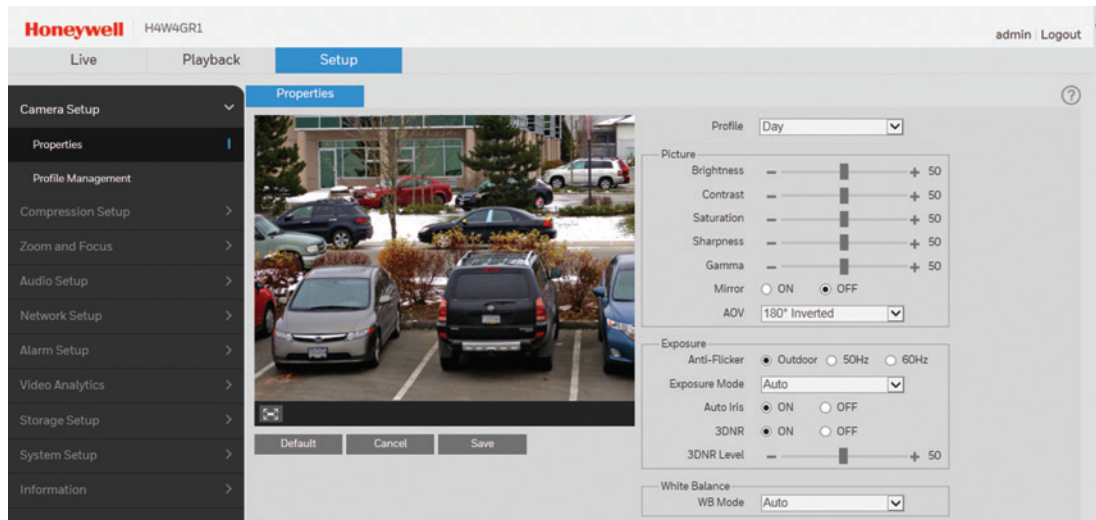 Honeywell H4W4GR1
admin | Logout
Live Playback Setup
Camera Setup
Properties
Profile Management
Compression Setup
Zoom and Focus
Audio Setup
Network Setup
Alarm Setup
Video Analytics
Storage Setup
System Setup
Information
Properties
Default Cancel Save
Profile Day
Picture
Brightness − + 50
Contrast − + 50
Saturation − + 50
Sharpness − + 50
Gamma − + 50
Mirror ON OFF
AOV 180° Inverted
Exposure
Anti-Flicker Outdoor 50Hz 60Hz
Exposure Mode Auto
Auto Iris ON OFF
3DNR ON OFF
3DNR Level − + 50
White Balance
WB Mode Auto